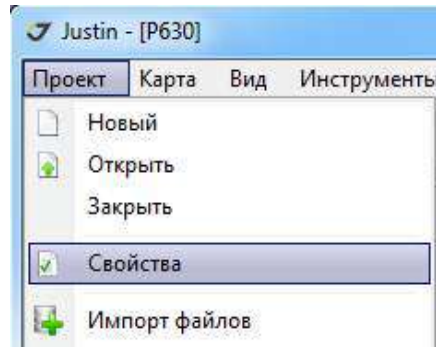 Justin - [P630]
Проект Карта Вид Инструменты
Новый
Открыть
Закрыть
Свойства
Импорт файлов